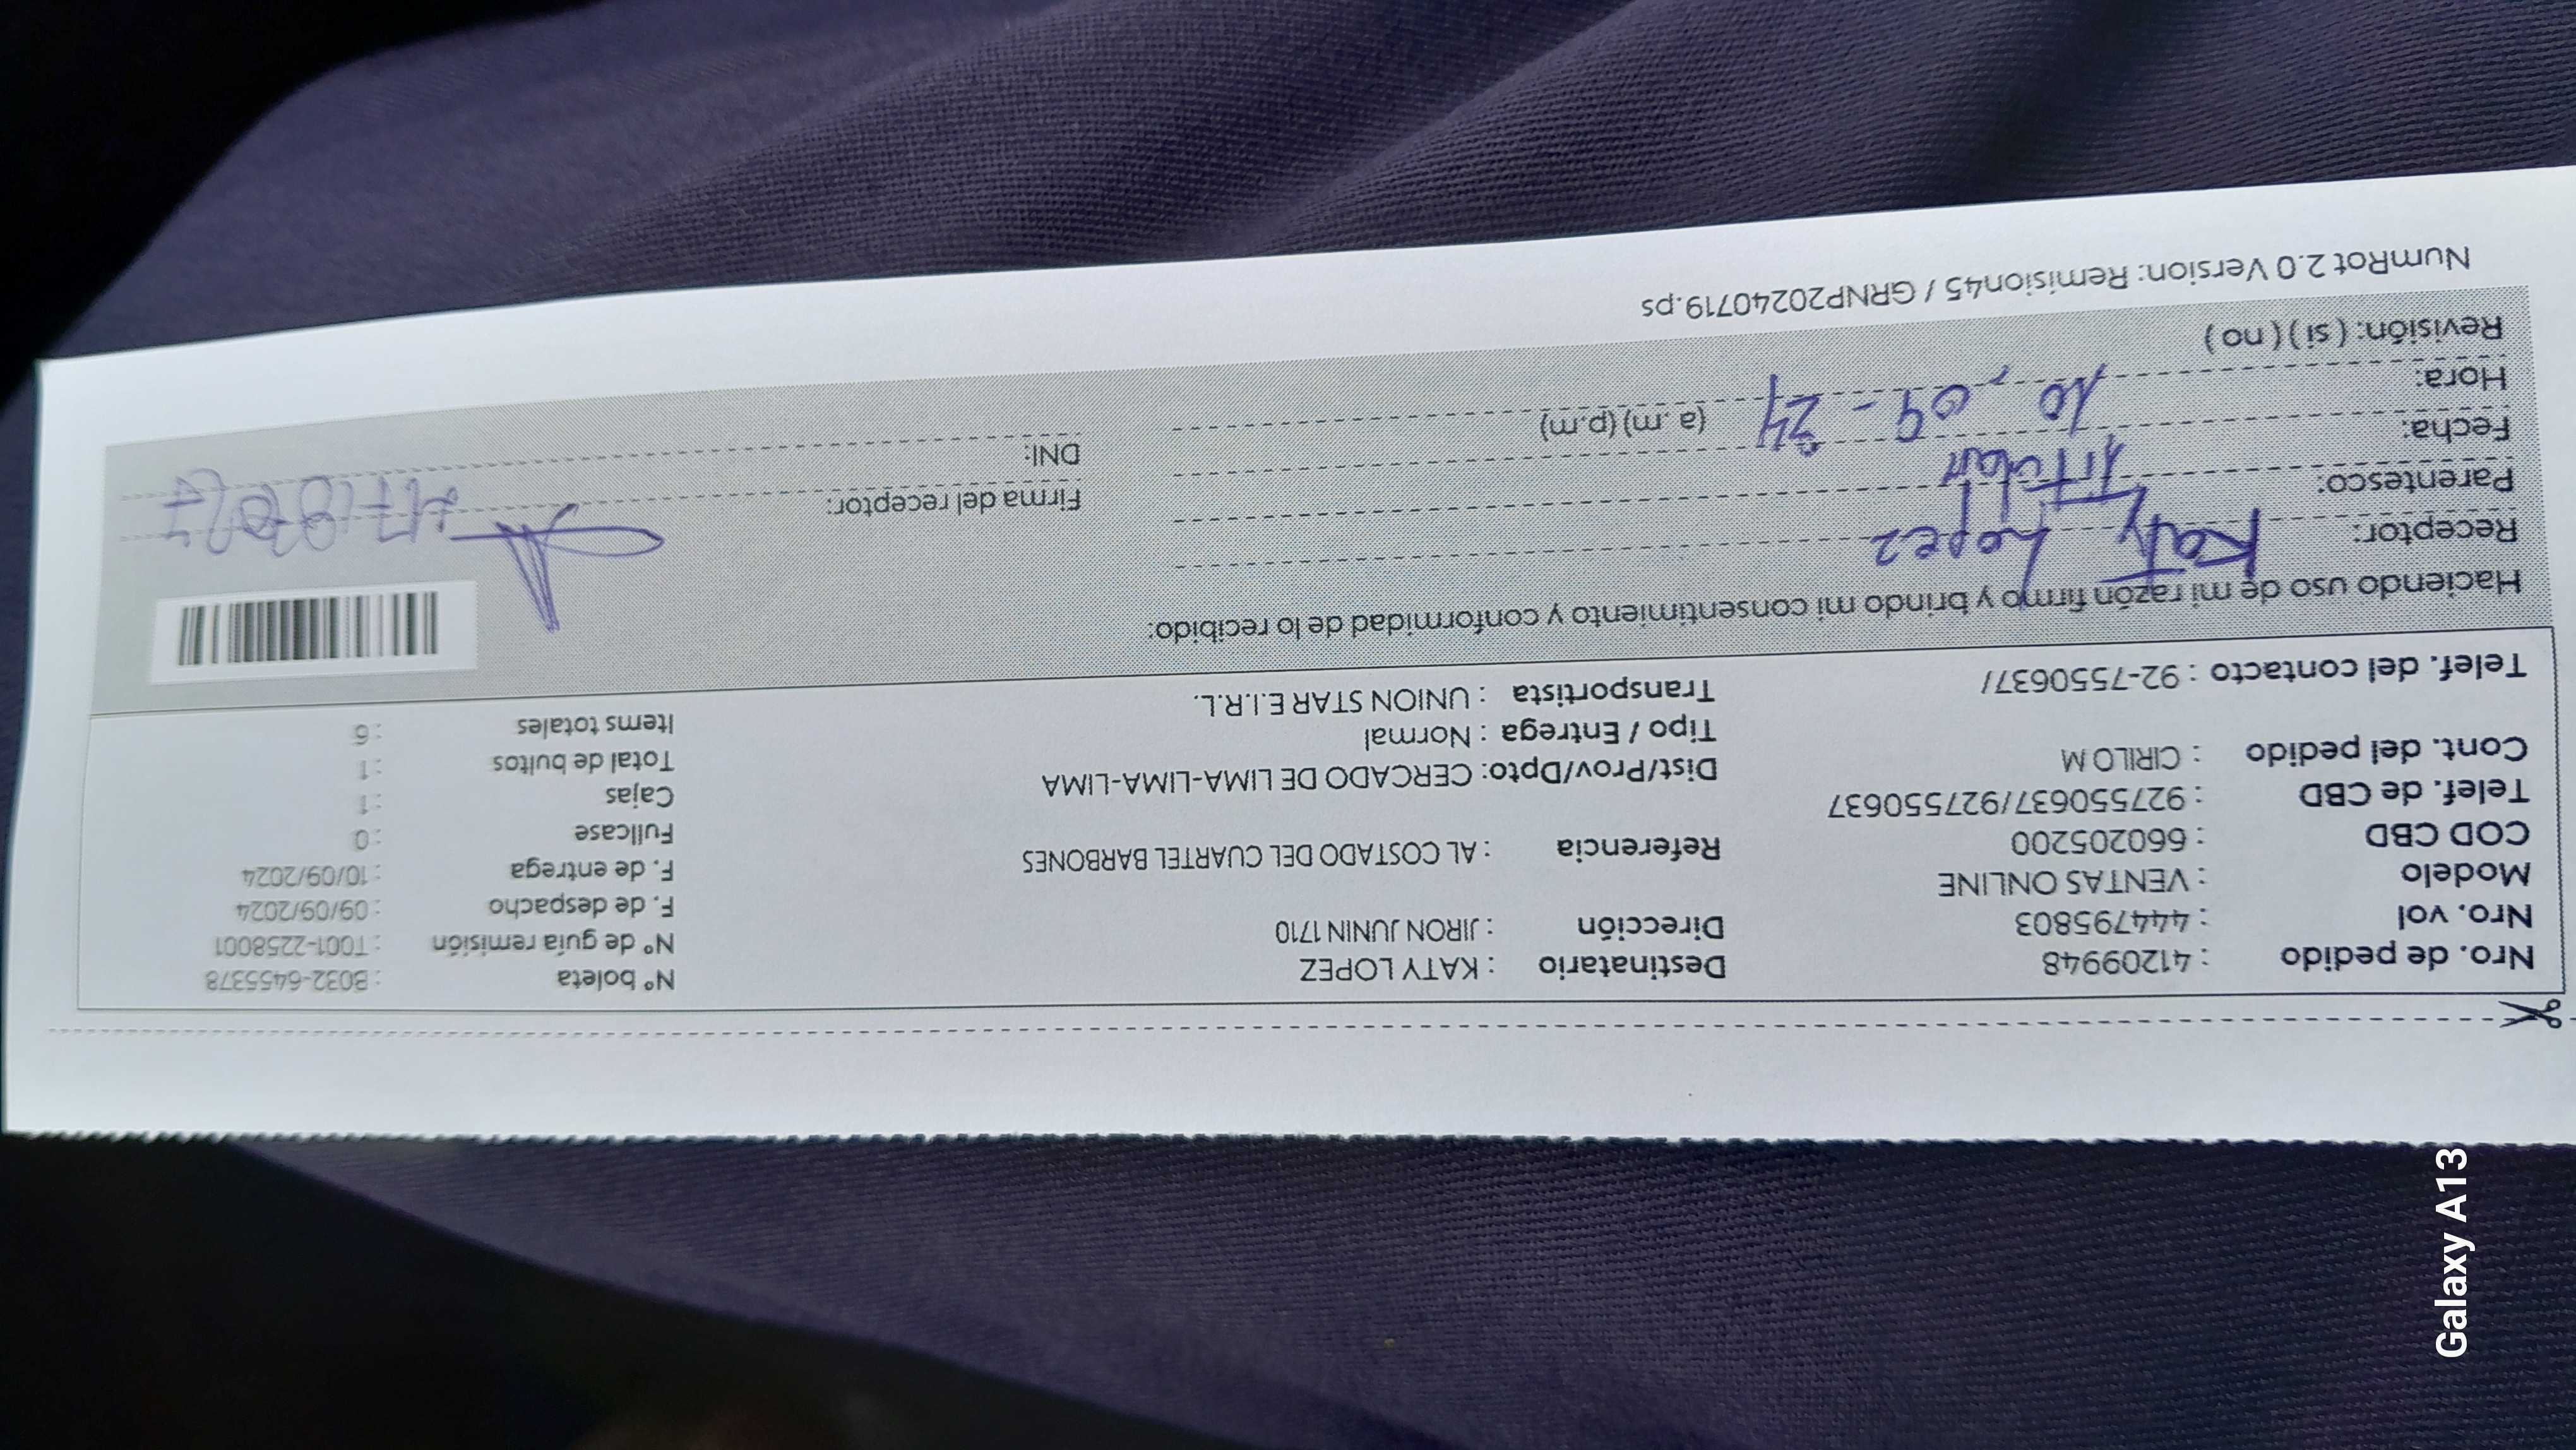 Nro. de pedido : 41209948 Destinatario : KATY LOPEZ N° boleta : B032-6455378
Nro. vol : 444795803 Dirección : JIRON JUNIN 1710 N° de guía remisión : T001-2258001
Modelo : VENTAS ONLINE F. de despacho : 09/09/2024
COD CBD : 660205200 Referencia : AL COSTADO DEL CUARTEL BARBONES F. de entrega : 10/09/2024
Telef. de CBD : 927550637/927550637 Fullcase : 0
Cont. del pedido : CIRILO M Dist/Prov/Dpto: CERCADO DE LIMA-LIMA-LIMA Cajas : 1
Tipo / Entrega : Normal Total de bultos : 1
Telef. del contacto : 92-7550637/ Transportista : UNION STAR E.I.R.L. Items totales : 6
Haciendo uso de mi razón firmo y brindo mi consentimiento y conformidad de lo recibido:
Receptor: Katy Lopez Firma del receptor:
Parentesco: Titular DNI:
Fecha: 10-09-24
Hora: (a. m) (p.m)
Revisión: ( si ) ( no )
NumRot 2.0 Version: Remision45 / GRNP20240719.ps
Galaxy A13